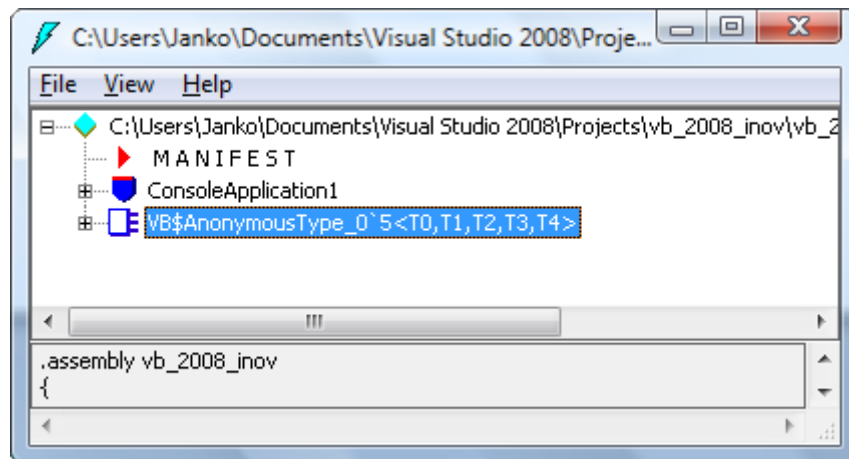 C:\Users\Janko\Documents\Visual Studio 2008\Proje...
File View Help
C:\Users\Janko\Documents\Visual Studio 2008\Projects\vb_2008_inov\vb_2
M A N I F E S T
ConsoleApplication1
VB$AnonymousType_0`5<T0,T1,T2,T3,T4>
.assembly vb_2008_inov
{